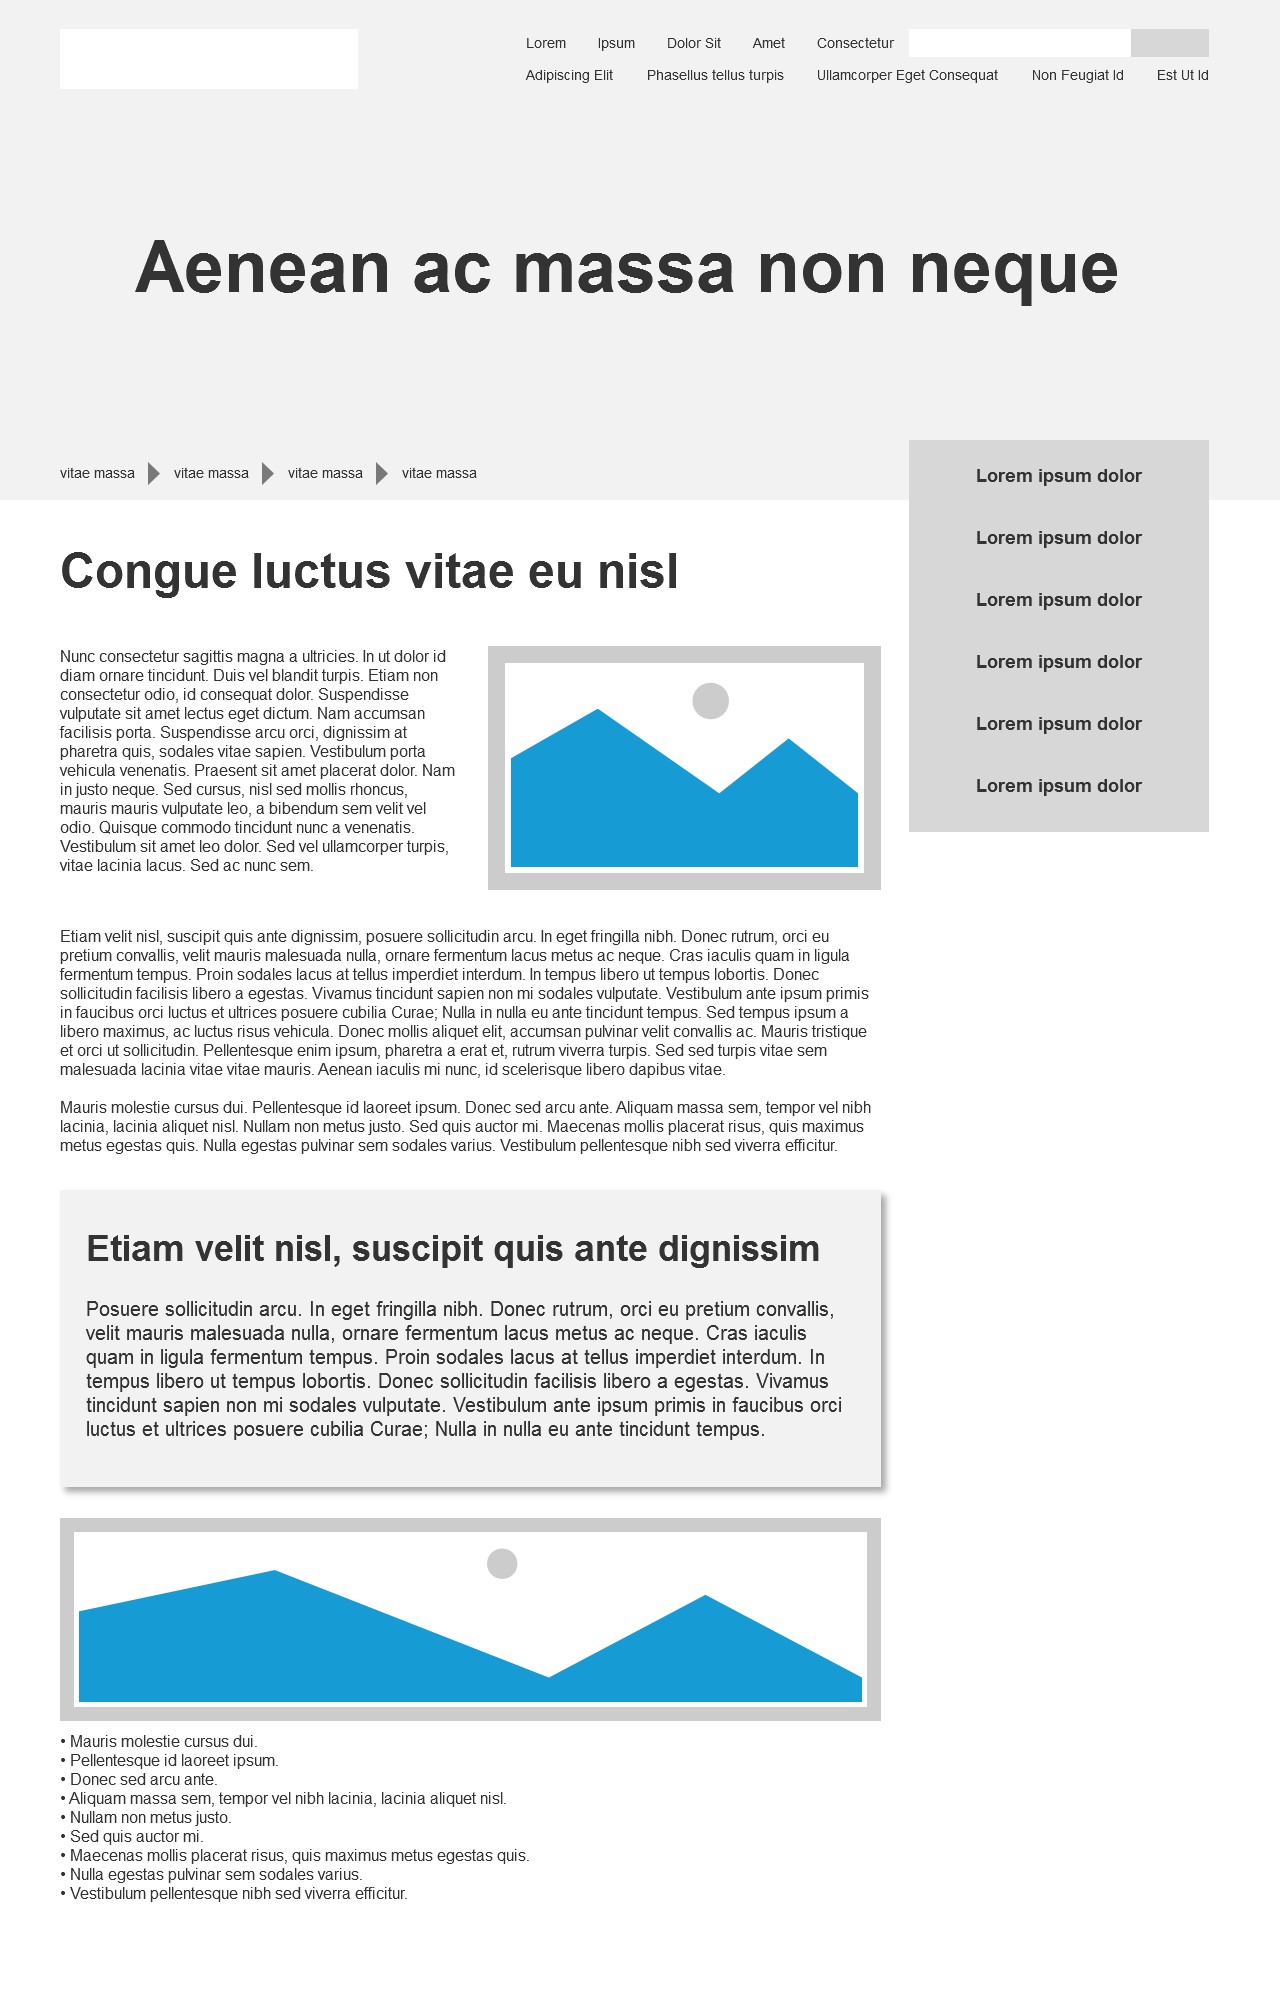 Lorem Ipsum Dolor Sit Amet Consectetur
Adipiscing Elit Phasellus tellus turpis Ullamcorper Eget Consequat Non Feugiat Id Est Ut Id
Aenean ac massa non neque
vitae massa vitae massa vitae massa vitae massa
Lorem ipsum dolor
Lorem ipsum dolor
Lorem ipsum dolor
Lorem ipsum dolor
Lorem ipsum dolor
Lorem ipsum dolor
Congue luctus vitae eu nisl
Nunc consectetur sagittis magna a ultricies. In ut dolor id
diam ornare tincidunt. Duis vel blandit turpis. Etiam non
consectetur odio, id consequat dolor. Suspendisse
vulputate sit amet lectus eget dictum. Nam accumsan
facilisis porta. Suspendisse arcu orci, dignissim at
pharetra quis, sodales vitae sapien. Vestibulum porta
vehicula venenatis. Praesent sit amet placerat dolor. Nam
in justo neque. Sed cursus, nisl sed mollis rhoncus,
mauris mauris vulputate leo, a bibendum sem velit vel
odio. Quisque commodo tincidunt nunc a venenatis.
Vestibulum sit amet leo dolor. Sed vel ullamcorper turpis,
vitae lacinia lacus. Sed ac nunc sem.
Etiam velit nisl, suscipit quis ante dignissim, posuere sollicitudin arcu. In eget fringilla nibh. Donec rutrum, orci eu
pretium convallis, velit mauris malesuada nulla, ornare fermentum lacus metus ac neque. Cras iaculis quam in ligula
fermentum tempus. Proin sodales lacus at tellus imperdiet interdum. In tempus libero ut tempus lobortis. Donec
sollicitudin facilisis libero a egestas. Vivamus tincidunt sapien non mi sodales vulputate. Vestibulum ante ipsum primis
in faucibus orci luctus et ultrices posuere cubilia Curae; Nulla in nulla eu ante tincidunt tempus. Sed tempus ipsum a
libero maximus, ac luctus risus vehicula. Donec mollis aliquet elit, accumsan pulvinar velit convallis ac. Mauris tristique
et orci ut sollicitudin. Pellentesque enim ipsum, pharetra a erat et, rutrum viverra turpis. Sed sed turpis vitae sem
malesuada lacinia vitae vitae mauris. Aenean iaculis mi nunc, id scelerisque libero dapibus vitae.
Mauris molestie cursus dui. Pellentesque id laoreet ipsum. Donec sed arcu ante. Aliquam massa sem, tempor vel nibh
lacinia, lacinia aliquet nisl. Nullam non metus justo. Sed quis auctor mi. Maecenas mollis placerat risus, quis maximus
metus egestas quis. Nulla egestas pulvinar sem sodales varius. Vestibulum pellentesque nibh sed viverra efficitur.
Etiam velit nisl, suscipit quis ante dignissim
Posuere sollicitudin arcu. In eget fringilla nibh. Donec rutrum, orci eu pretium convallis,
velit mauris malesuada nulla, ornare fermentum lacus metus ac neque. Cras iaculis
quam in ligula fermentum tempus. Proin sodales lacus at tellus imperdiet interdum. In
tempus libero ut tempus lobortis. Donec sollicitudin facilisis libero a egestas. Vivamus
tincidunt sapien non mi sodales vulputate. Vestibulum ante ipsum primis in faucibus orci
luctus et ultrices posuere cubilia Curae; Nulla in nulla eu ante tincidunt tempus.
• Mauris molestie cursus dui.
• Pellentesque id laoreet ipsum.
• Donec sed arcu ante.
• Aliquam massa sem, tempor vel nibh lacinia, lacinia aliquet nisl.
• Nullam non metus justo.
• Sed quis auctor mi.
• Maecenas mollis placerat risus, quis maximus metus egestas quis.
• Nulla egestas pulvinar sem sodales varius.
• Vestibulum pellentesque nibh sed viverra efficitur.